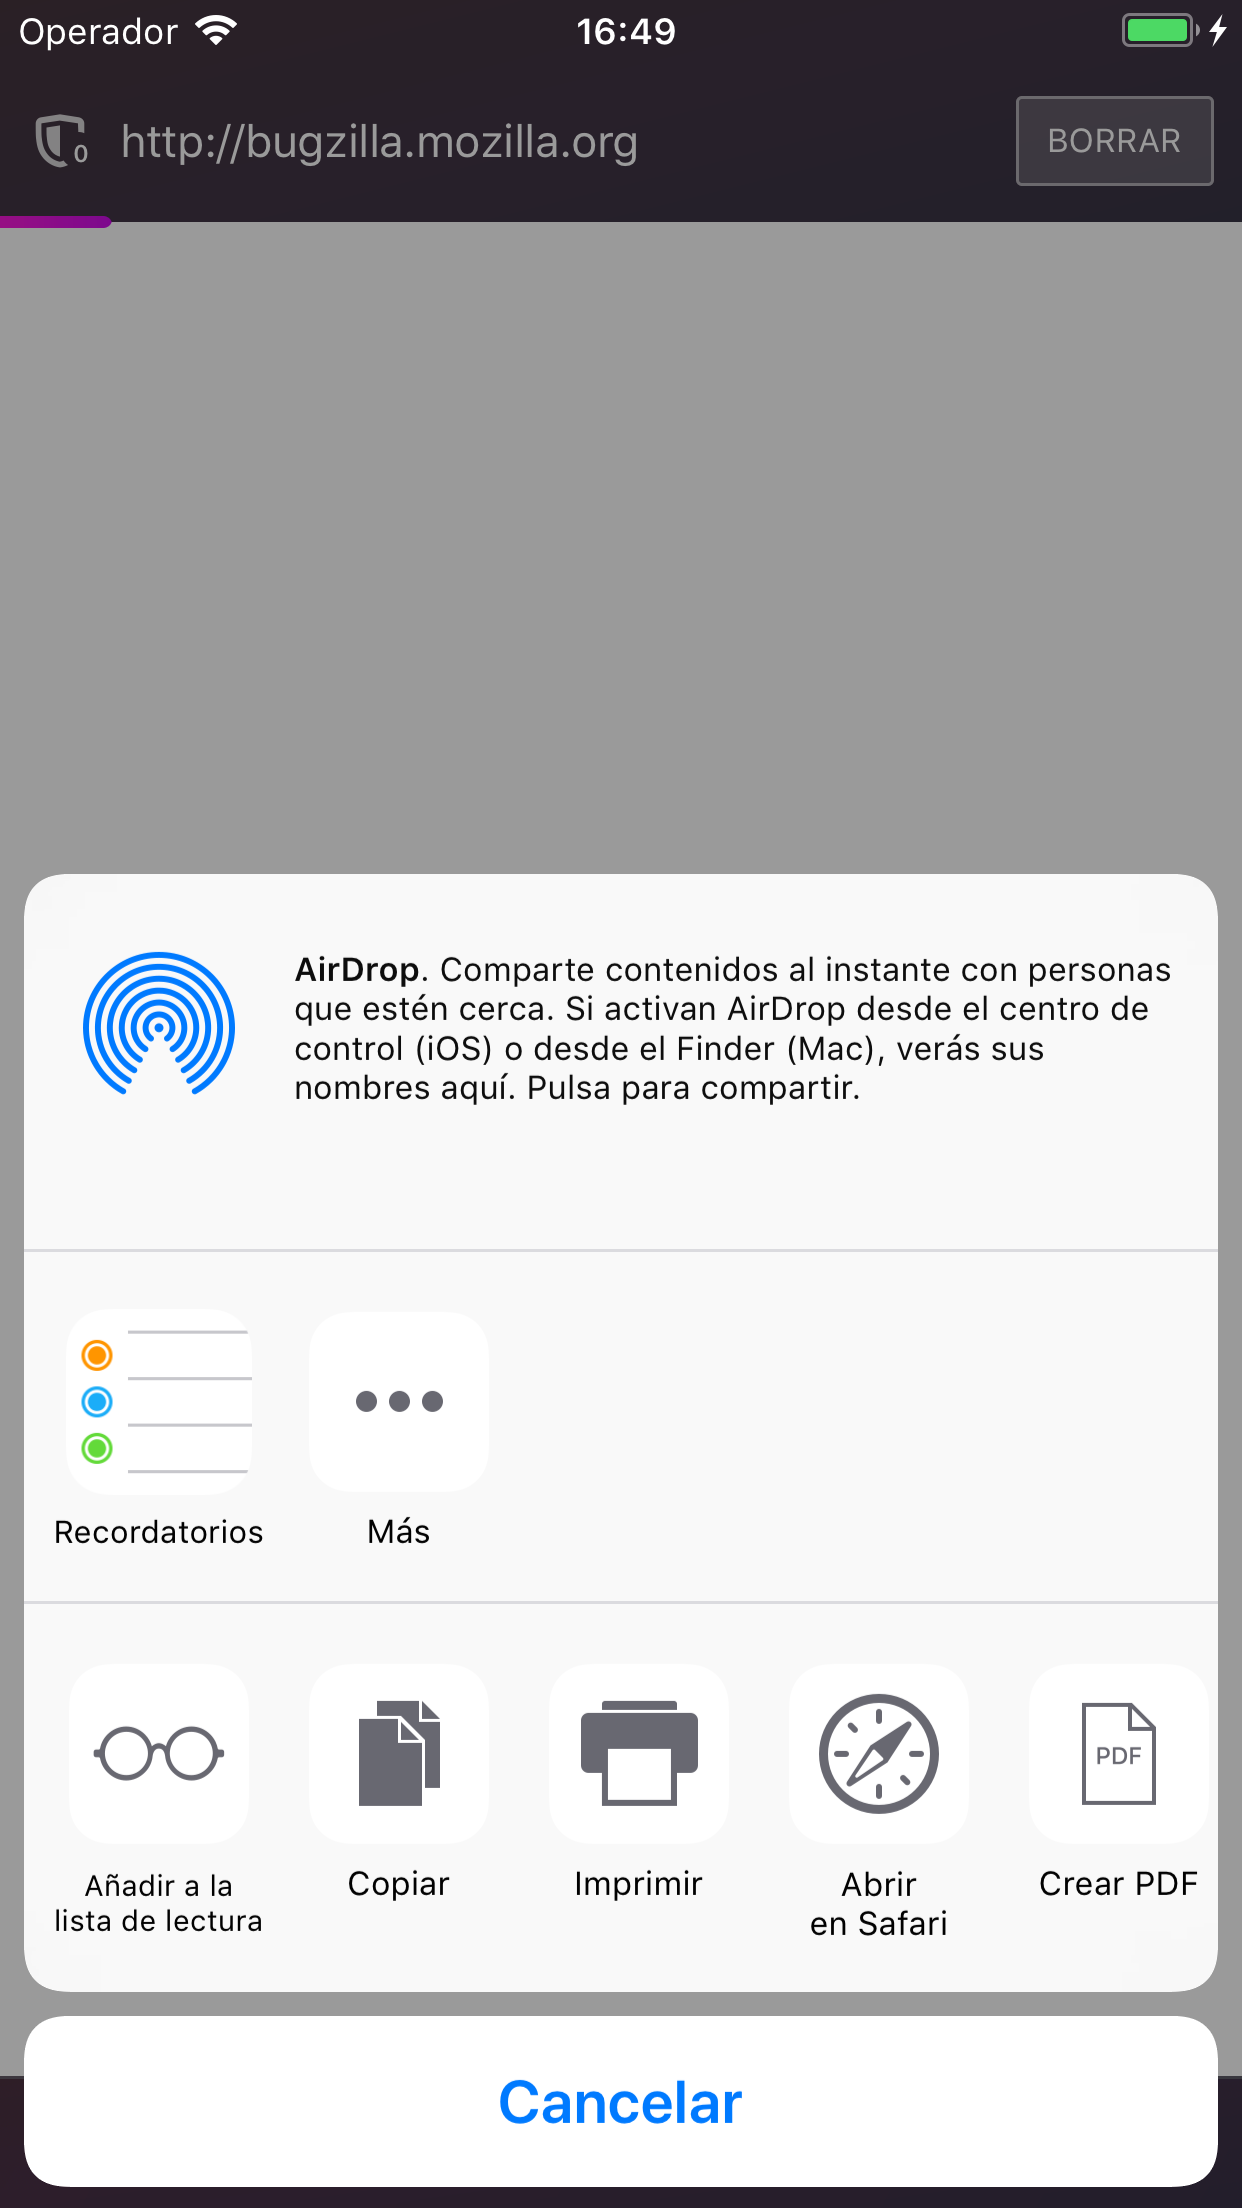 Operador
16:49
0
http://bugzilla.mozilla.org
BORRAR
AirDrop. Comparte contenidos al instante con personas
que estén cerca. Si activan AirDrop desde el centro de
control (iOS) o desde el Finder (Mac), verás sus
nombres aquí. Pulsa para compartir.
Recordatorios
Más
Añadir a la
lista de lectura
Copiar
Imprimir
Abrir
en Safari
PDF
Crear PDF
Cancelar